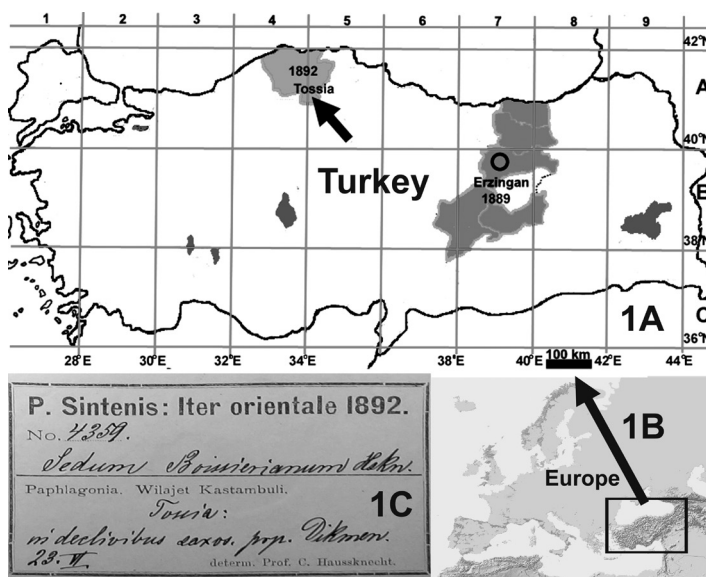 1 2 3 4 5 6 7 8 9
42°N
A
1892
Tossia
40°N
Turkey
Erzingan
1889
B
38°N
C
1A
36°N
28°E 30°E 32°E 34°E 36°E 38°E 40°E 42°E 44°E
100 km
P. Sintenis: Iter orientale 1892.
No. 4359.
Sedum Boissierianum Hskn.
Paphlagonia. Wilajet Kastambuli.
1C
Tossia:
in declivibus saxos. prp. Dikmen.
23. VI
determ. Prof. C. Haussknecht.
1B
Europe